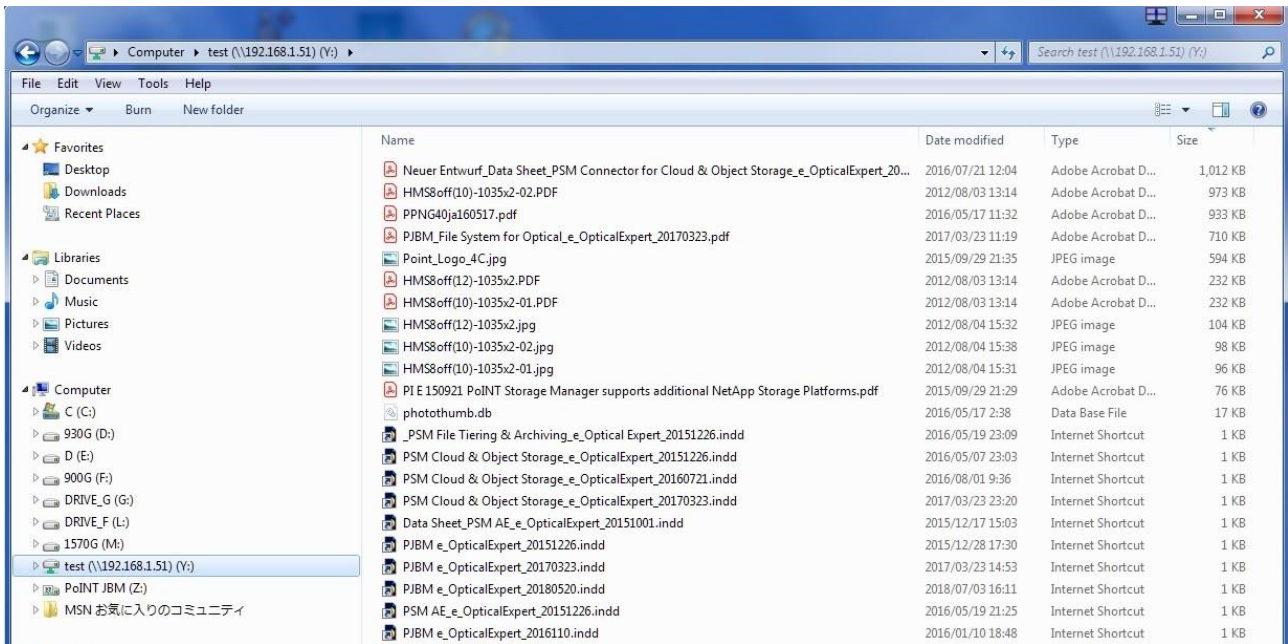 Computer ▸ test (\\192.168.1.51) (Y:) ▸
Search test (\\192.168.1.51) (Y:)
File Edit View Tools Help
Organize Burn New folder
Name Date modified Type Size
Favorites
Desktop
Downloads
Recent Places
Libraries
Documents
Music
Pictures
Videos
Computer
C (C:)
930G (D:)
D (E:)
900G (F:)
DRIVE_G (G:)
DRIVE_F (L:)
1570G (M:)
test (\\192.168.1.51) (Y:)
PoINT JBM (Z:)
MSN お気に入りのコミュニティ
Neuer Entwurf_Data Sheet_PSM Connector for Cloud & Object Storage_e_OpticalExpert_20... 2016/07/21 12:04 Adobe Acrobat D... 1,012 KB
HMS8off(10)-1035x2-02.PDF 2012/08/03 13:14 Adobe Acrobat D... 973 KB
PPNG40ja160517.pdf 2016/05/17 11:32 Adobe Acrobat D... 933 KB
PJBM_File System for Optical_e_OpticalExpert_20170323.pdf 2017/03/23 11:19 Adobe Acrobat D... 710 KB
Point_Logo_4C.jpg 2015/09/29 21:35 JPEG image 594 KB
HMS8off(12)-1035x2.PDF 2012/08/03 13:14 Adobe Acrobat D... 232 KB
HMS8off(10)-1035x2-01.PDF 2012/08/03 13:14 Adobe Acrobat D... 232 KB
HMS8off(12)-1035x2.jpg 2012/08/04 15:32 JPEG image 104 KB
HMS8off(10)-1035x2-02.jpg 2012/08/04 15:38 JPEG image 98 KB
HMS8off(10)-1035x2-01.jpg 2012/08/04 15:31 JPEG image 96 KB
PI E 150921 PoINT Storage Manager supports additional NetApp Storage Platforms.pdf 2015/09/29 21:29 Adobe Acrobat D... 76 KB
photothumb.db 2016/05/17 2:38 Data Base File 17 KB
_PSM File Tiering & Archiving_e_Optical Expert_20151226.indd 2016/05/19 23:09 Internet Shortcut 1 KB
PSM Cloud & Object Storage_e_OpticalExpert_20151226.indd 2016/05/07 23:03 Internet Shortcut 1 KB
PSM Cloud & Object Storage_e_OpticalExpert_20160721.indd 2016/08/01 9:36 Internet Shortcut 1 KB
PSM Cloud & Object Storage_e_OpticalExpert_20170323.indd 2017/03/23 23:20 Internet Shortcut 1 KB
Data Sheet_PSM AE_e_OpticalExpert_20151001.indd 2015/12/17 15:03 Internet Shortcut 1 KB
PJBM e_OpticalExpert_20151226.indd 2015/12/28 17:30 Internet Shortcut 1 KB
PJBM e_OpticalExpert_20170323.indd 2017/03/23 14:53 Internet Shortcut 1 KB
PJBM e_OpticalExpert_20180520.indd 2018/07/03 16:11 Internet Shortcut 1 KB
PSM AE_e_OpticalExpert_20151226.indd 2016/05/19 21:25 Internet Shortcut 1 KB
PJBM e_OpticalExpert_2016110.indd 2016/01/10 18:48 Internet Shortcut 1 KB